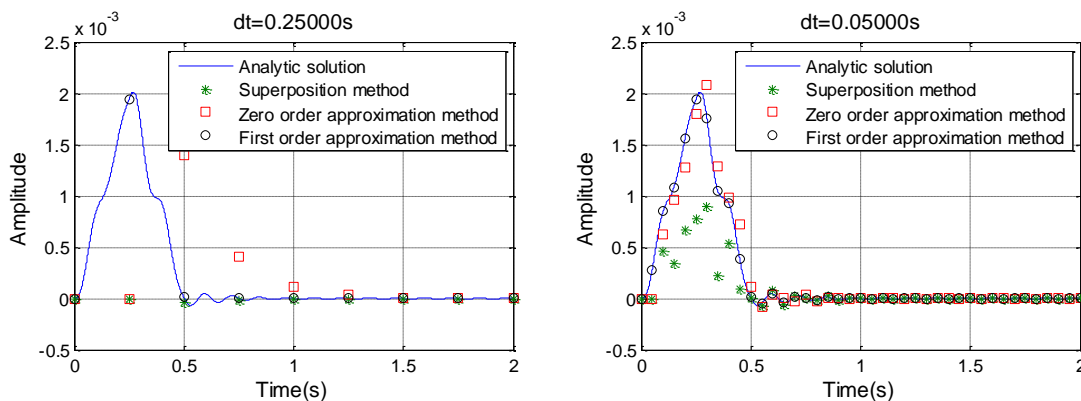 dt=0.25000s
x 10-3
2.5
2
1.5
1
0.5
0
-0.5
Amplitude
Analytic solution
Superposition method
Zero order approximation method
First order approximation method
0
0.5
1
1.5
2
Time(s)
dt=0.05000s
x 10-3
2.5
2
1.5
1
0.5
0
-0.5
Amplitude
Analytic solution
Superposition method
Zero order approximation method
First order approximation method
0
0.5
1
1.5
2
Time(s)